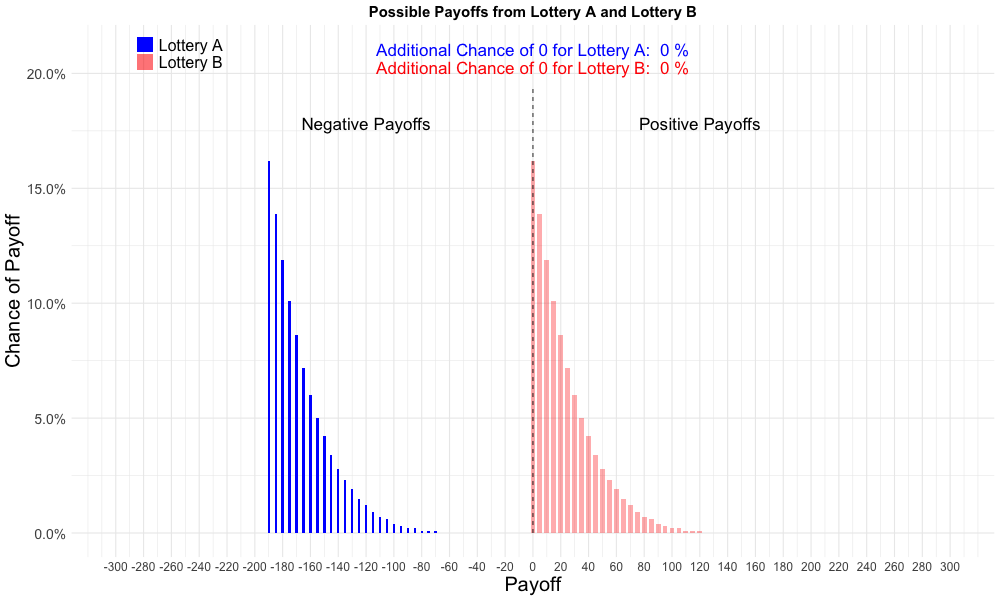 Possible Payoffs from Lottery A and Lottery B
Lottery A
Lottery B
Additional Chance of 0 for Lottery A:  0 %
Additional Chance of 0 for Lottery B:  0 %
Negative Payoffs
Positive Payoffs
Chance of Payoff
20.0%
15.0%
10.0%
5.0%
0.0%
-300 -280 -260 -240 -220 -200 -180 -160 -140 -120 -100 -80 -60 -40 -20 0 20 40 60 80 100 120 140 160 180 200 220 240 260 280 300
Payoff